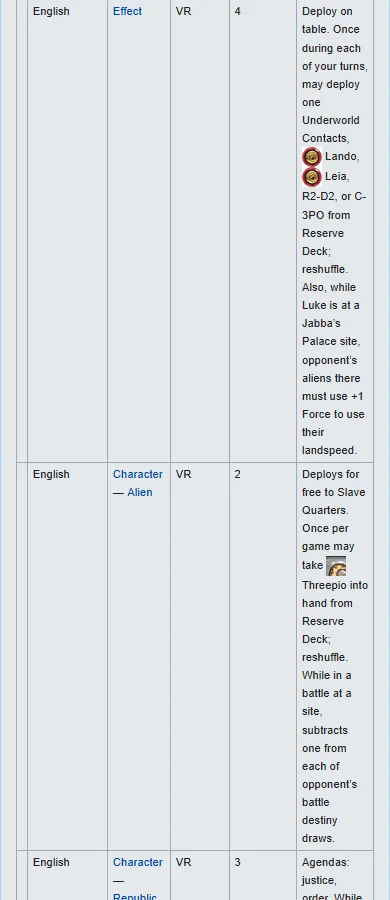 English Effect VR 4 Deploy on
table. Once
during each
of your turns,
may deploy
one
Underworld
Contacts,
Lando,
Leia,
R2-D2, or C-
3PO from
Reserve
Deck;
reshuffle.
Also, while
Luke is at a
Jabba's
Palace site,
opponent's
aliens there
must use +1
Force to use
their
landspeed.
English Character VR 2 Deploys for
— Alien free to Slave
Quarters.
Once per
game may
take
Threepio into
hand from
Reserve
Deck;
reshuffle.
While in a
battle at a
site,
subtracts
one from
each of
opponent's
battle
destiny
draws.
English Character VR 3 Agendas:
— justice,
Republic order. While